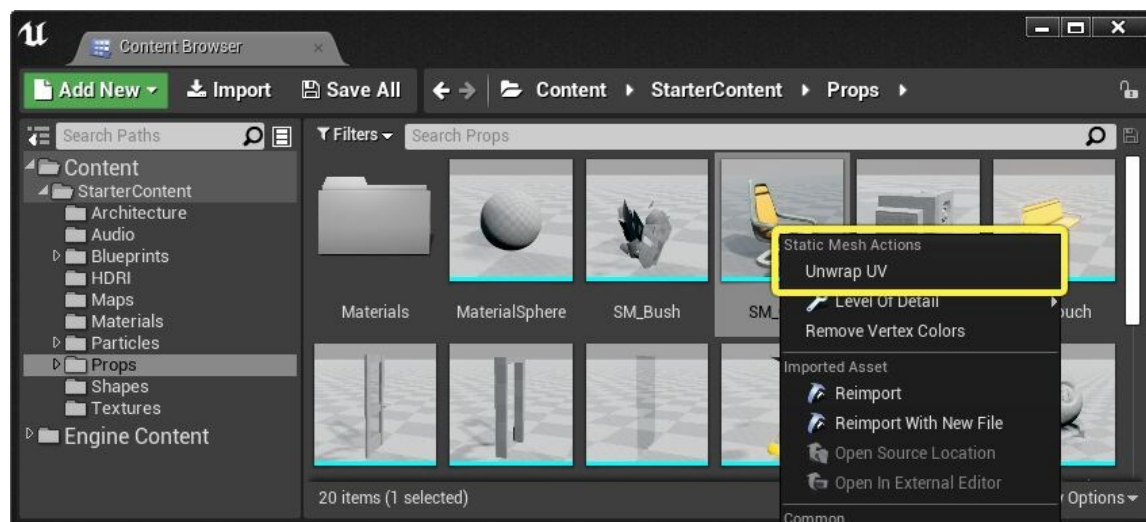 Content Browser
Add New Import Save All Content StarterContent Props
Search Paths
Filters Search Props
Content
StarterContent
Architecture
Audio
Blueprints
HDRI
Maps
Materials
Particles
Props
Shapes
Textures
Engine Content
Materials MaterialSphere SM_Bush
Static Mesh Actions
Unwrap UV
Level Of Detail
Remove Vertex Colors
Imported Asset
Reimport
Reimport With New File
Open Source Location
Open In External Editor
Common
20 items (1 selected)
Options